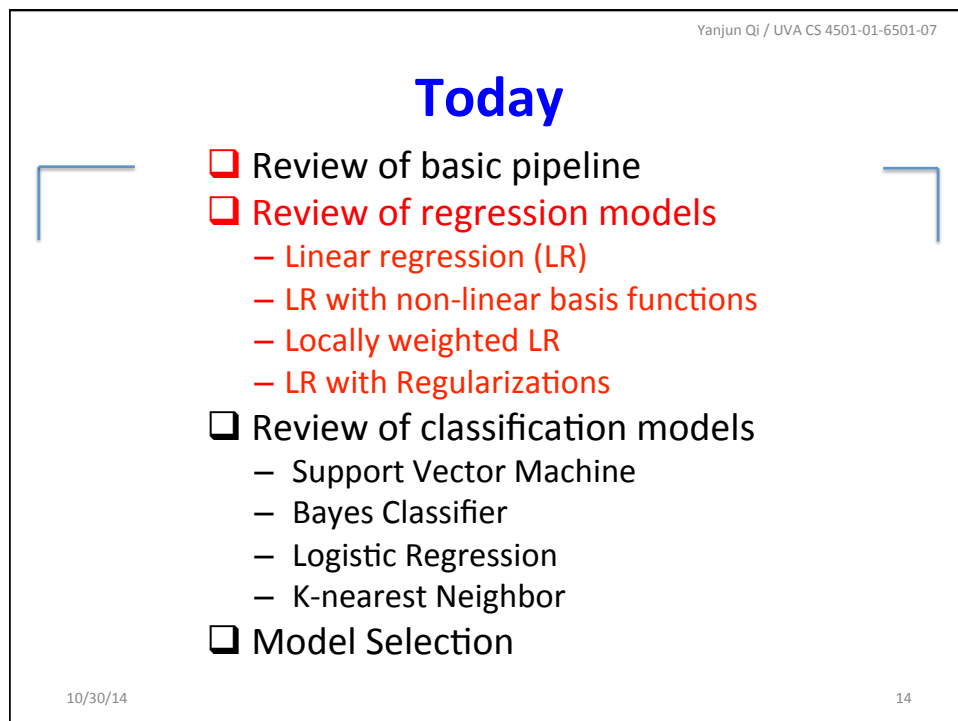 Yanjun Qi / UVA CS 4501-01-6501-07
Today
❑ Review of basic pipeline
❑ Review of regression models
– Linear regression (LR)
– LR with non-linear basis functions
– Locally weighted LR
– LR with Regularizations
❑ Review of classification models
– Support Vector Machine
– Bayes Classifier
– Logistic Regression
– K-nearest Neighbor
❑ Model Selection
10/30/14
14